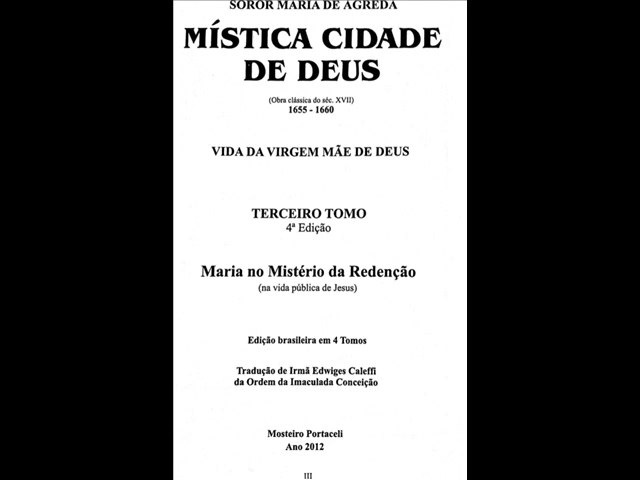 SOROR MARIA DE AGREDA
MÍSTICA CIDADE
DE DEUS
(Obra clássica do séc. XVII)
1655 - 1660
VIDA DA VIRGEM MÃE DE DEUS
TERCEIRO TOMO
4ª Edição
Maria no Mistério da Redenção
(na vida pública de Jesus)
Edição brasileira em 4 Tomos
Tradução de Irmã Edwiges Caleffi
da Ordem da Imaculada Conceição
Mosteiro Portaceli
Ano 2012
III